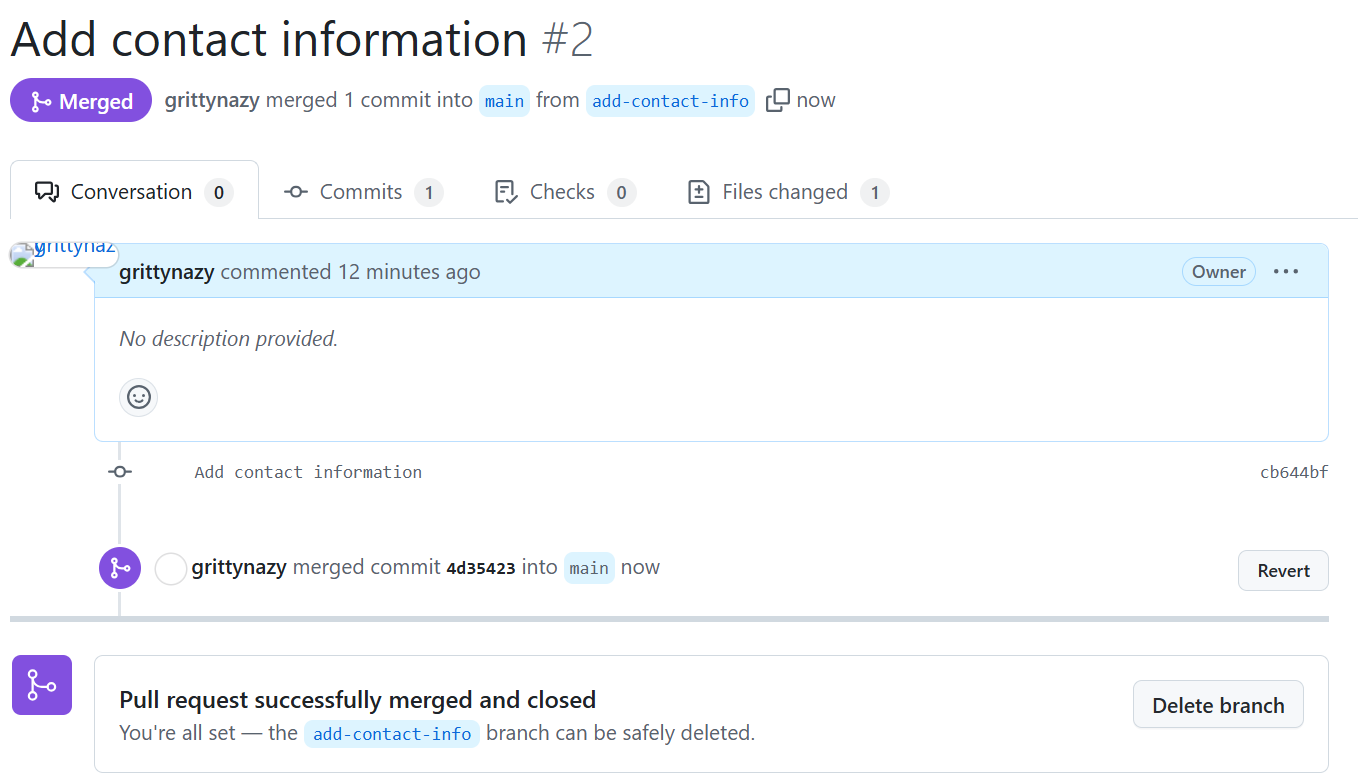 Add contact information #2
Merged grittynazy merged 1 commit into main from add-contact-info now
Conversation 0 Commits 1 Checks 0 Files changed 1
grittynaz
y
grittynazy commented 12 minutes ago Owner
No description provided.
Add contact information cb644bf
grittynazy merged commit 4d35423 into main now Revert
Pull request successfully merged and closed
You're all set — the add-contact-info branch can be safely deleted.
Delete branch